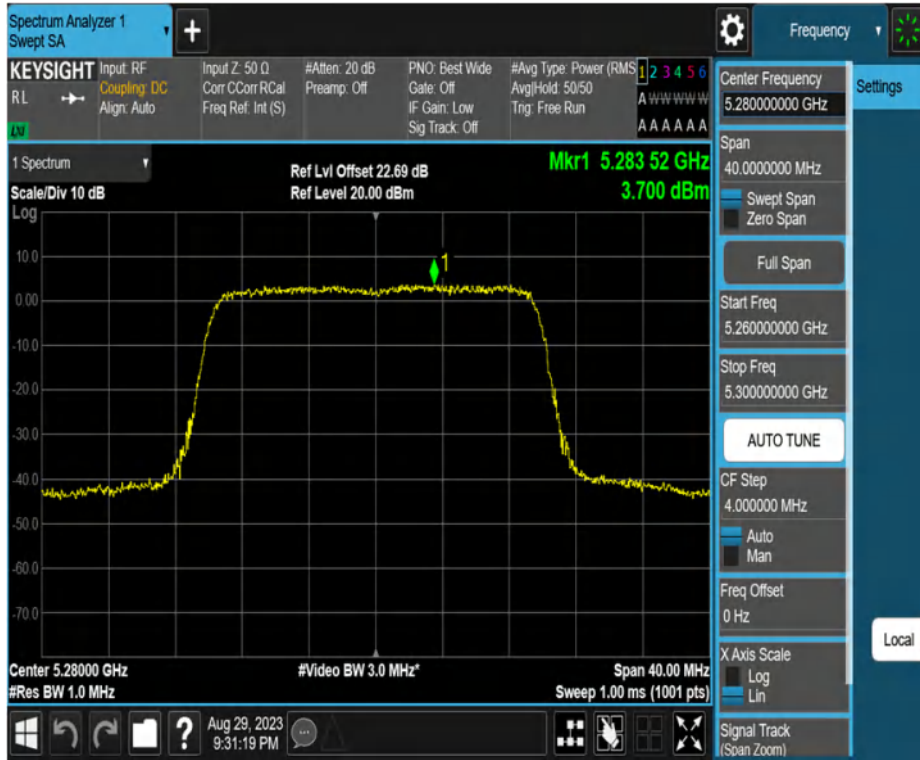 Spectrum Analyzer 1
Swept SA
Frequency
KEYSIGHT
RL
LXI
Input: RF
Coupling: DC
Align: Auto
Input Z: 50 Ω
Corr CCorr RCal
Freq Ref: Int (S)
#Atten: 20 dB
Preamp: Off
PNO: Best Wide
Gate: Off
IF Gain: Low
Sig Track: Off
#Avg Type: Power (RMS
Avg|Hold: 50/50
Trig: Free Run
1 2 3 4 5 6
A W W W W W
A A A A A A
Center Frequency
5.280000000 GHz
Settings
1 Spectrum
Scale/Div 10 dB
Ref Lvl Offset 22.69 dB
Ref Level 20.00 dBm
Mkr1 5.283 52 GHz
3.700 dBm
Span
40.0000000 MHz
Swept Span
Zero Span
Full Span
Start Freq
5.260000000 GHz
Stop Freq
5.300000000 GHz
AUTO TUNE
CF Step
4.000000 MHz
Auto
Man
Freq Offset
0 Hz
X Axis Scale
Log
Lin
Signal Track
(Span Zoom)
Local
Log
10.0
0.00
-10.0
-20.0
-30.0
-40.0
-50.0
-60.0
-70.0
1
Center 5.28000 GHz
#Res BW 1.0 MHz
#Video BW 3.0 MHz*
Span 40.00 MHz
Sweep 1.00 ms (1001 pts)
?
Aug 29, 2023
9:31:19 PM